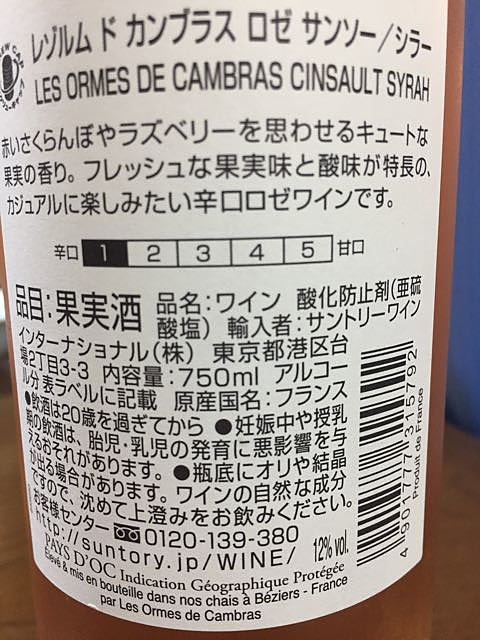 レゾルム ド カンブラス ロゼ サンソー/シラー
LES ORMES DE CAMBRAS CINSAULT SYRAH
赤いさくらんぼやラズベリーを思わせるキュートな
果実の香り。フレッシュな果実味と酸味が特長の、
カジュアルに楽しみたい辛口ロゼワインです。
辛口 1 2 3 4 5 甘口
品目:果実酒 品名:ワイン 酸化防止剤(亜硫
酸塩) 輸入者:サントリーワイン
インターナショナル(株) 東京都港区台
場2丁目3-3 内容量:750ml アルコー
ル分 表ラベルに記載 原産国名:フランス
●飲酒は20歳を過ぎてから ●妊娠中や授乳
期の飲酒は、胎児・乳児の発育に悪影響を与
えるおそれがあります。●瓶底にオリや結晶
が出る場合があります。ワインの自然な成分
ですので、沈めて上澄みをお飲みください。
お客様センター 0120-139-380
http://suntory.jp/WINE/
12% vol.
PAYS D'OC Indication Géographique Protégée
Élevé & mis en bouteille dans nos chais à Béziers - France
par Les Ormes de Cambras
4 901777 315792
Produit de France